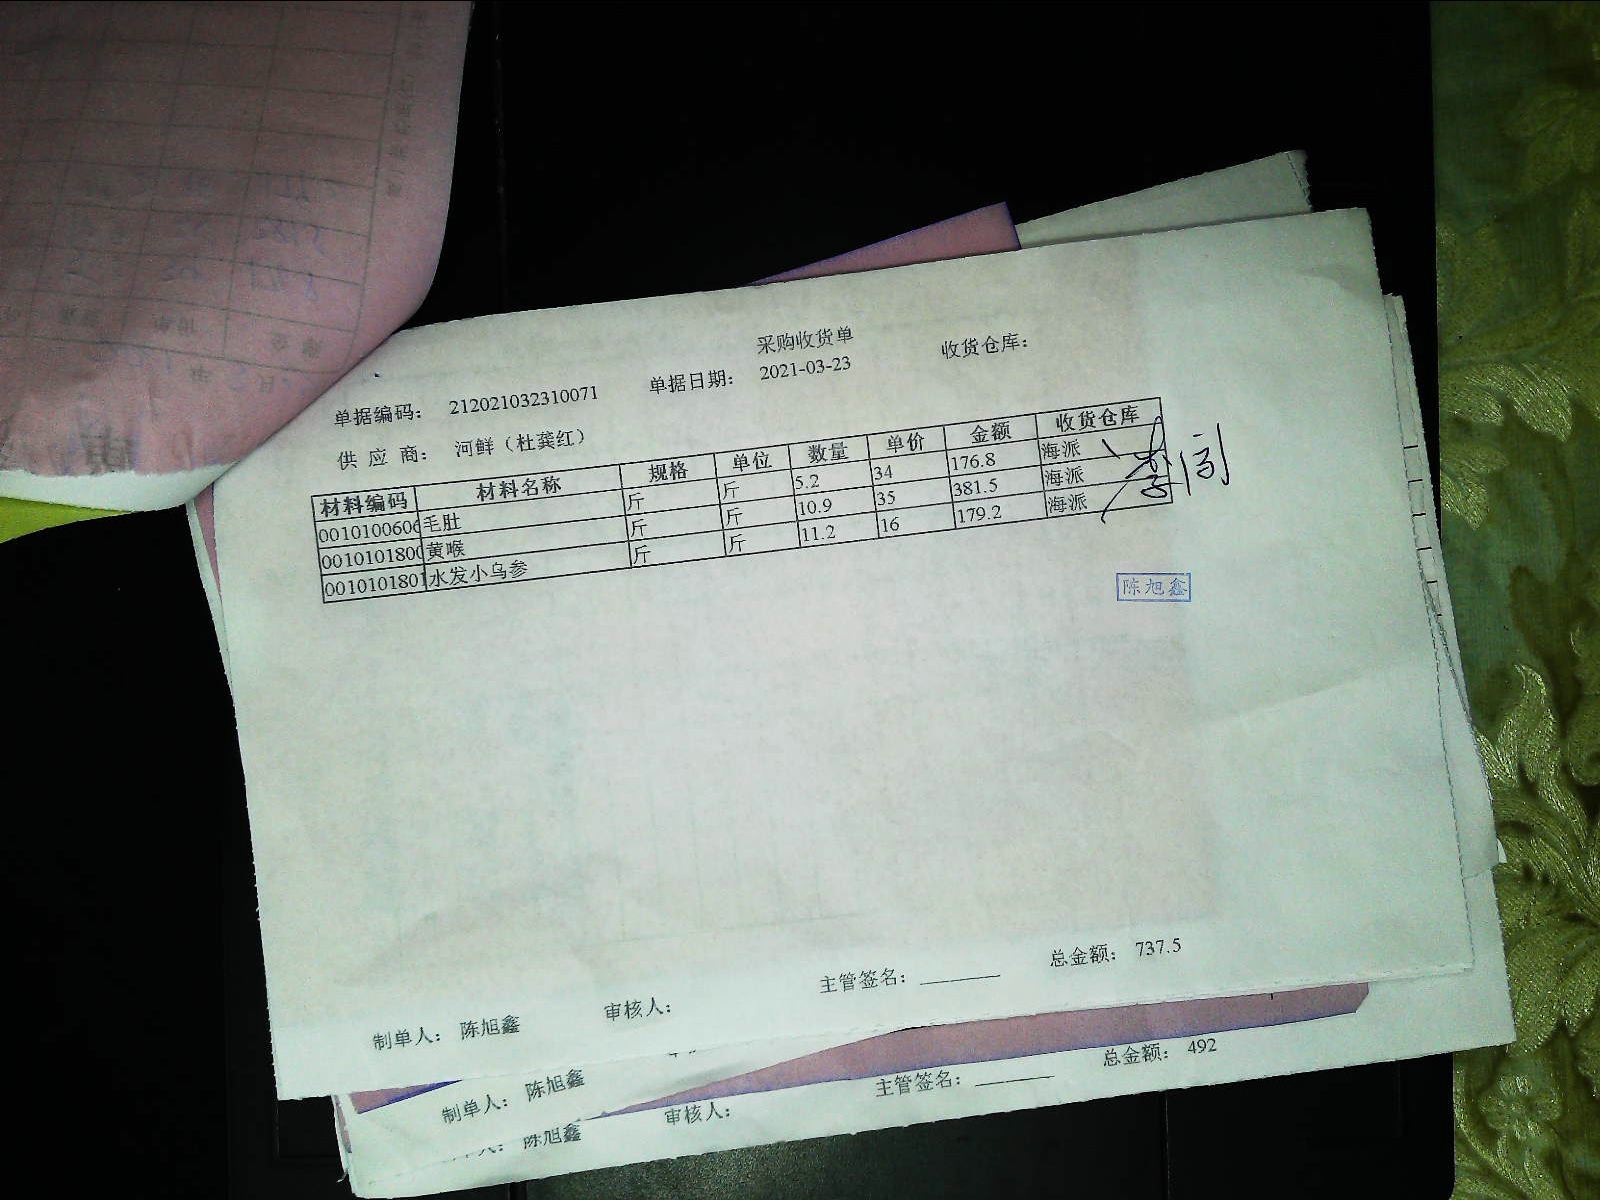 采购收货单
单据编码： 212021032310071 单据日期： 2021-03-23 收货仓库：
供 应 商： 河鲜（杜龚红）
材料编码 材料名称 规格 单位 数量 单价 金额 收货仓库
0010100606 毛肚 斤 斤 5.2 34 176.8 海派
001010180 黄喉 斤 斤 10.9 35 381.5 海派
001010180 水发小乌参 斤 斤 11.2 16 179.2 海派
陈旭鑫
总金额： 737.5
制单人： 陈旭鑫 审核人： 主管签名：
总金额： 492
制单人： 陈旭鑫
陈旭鑫 审核人： 主管签名：